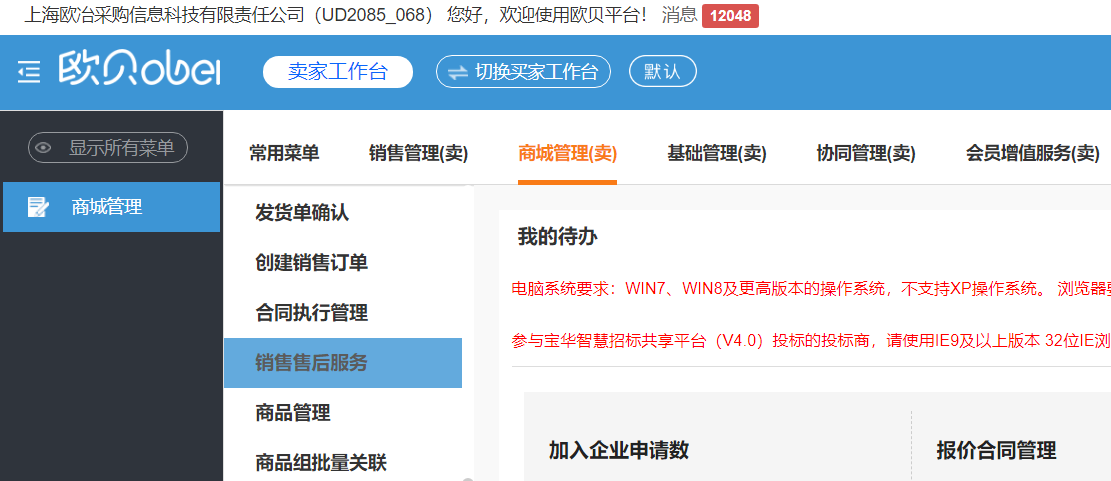 上海欧冶采购信息科技有限责任公司（UD2085_068） 您好，欢迎使用欧贝平台！ 消息 12048
欧贝obei 卖家工作台 切换买家工作台 默认
显示所有菜单
商城管理
常用菜单 销售管理(卖) 商城管理(卖) 基础管理(卖) 协同管理(卖) 会员增值服务(卖)
发货单确认
创建销售订单
合同执行管理
销售售后服务
商品管理
商品组批量关联
我的待办
电脑系统要求：WIN7、WIN8及更高版本的操作系统，不支持XP操作系统。 浏览器
参与宝华智慧招标共享平台（V4.0）投标的投标商，请使用IE9及以上版本 32位IE浏
加入企业申请数 报价合同管理